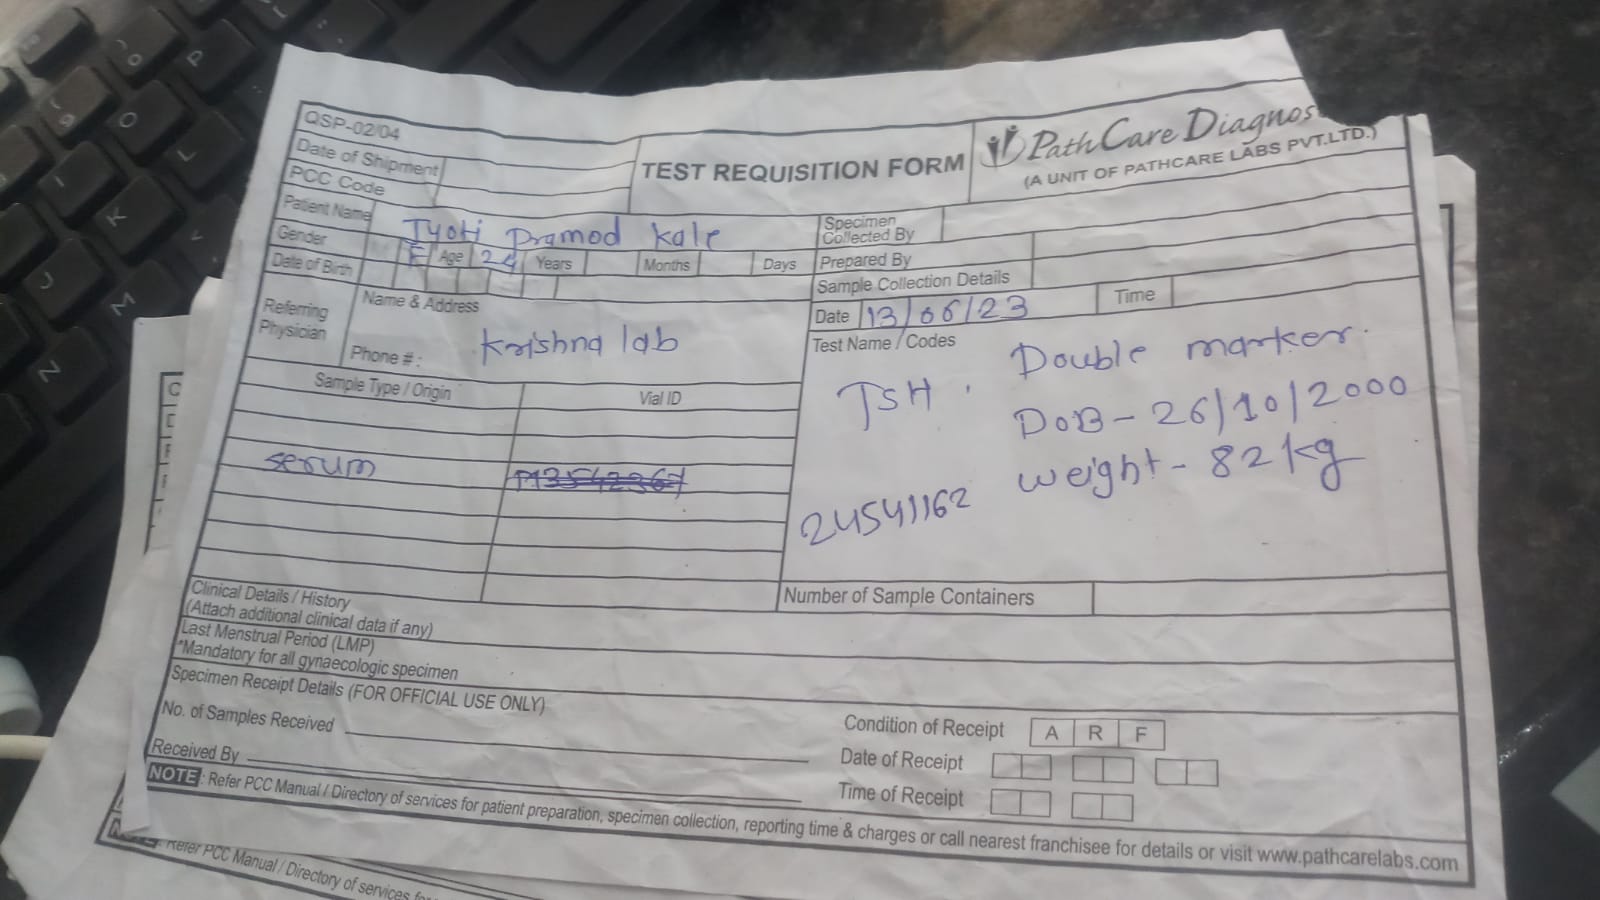 QSP-02/04
Date of Shipment
PCC Code
TEST REQUISITION FORM
PathCare Diagnos
(A UNIT OF PATHCARE LABS PVT.LTD.)
Patient Name Jyoti Pramod Kale
Gender F Age 24 Years Months Days
Date of Birth
Specimen
Collected By
Prepared By
Sample Collection Details
Date 13/06/23 Time
Referring
Physician
Name & Address
Krishna lab
Phone # :
Test Name / Codes
Double marker.
TSH.
DOB - 26/10/2000
weight - 82 kg
24541162
Sample Type / Origin Vial ID
serum
Number of Sample Containers
Clinical Details / History
(Attach additional clinical data if any)
Last Menstrual Period (LMP)
*Mandatory for all gynaecologic specimen
Specimen Receipt Details (FOR OFFICIAL USE ONLY)
No. of Samples Received
Received By
Condition of Receipt A R F
Date of Receipt
Time of Receipt
NOTE : Refer PCC Manual / Directory of services for patient preparation, specimen collection, reporting time & charges or call nearest franchisee for details or visit www.pathcarelabs.com
Refer PCC Manual / Directory of services for